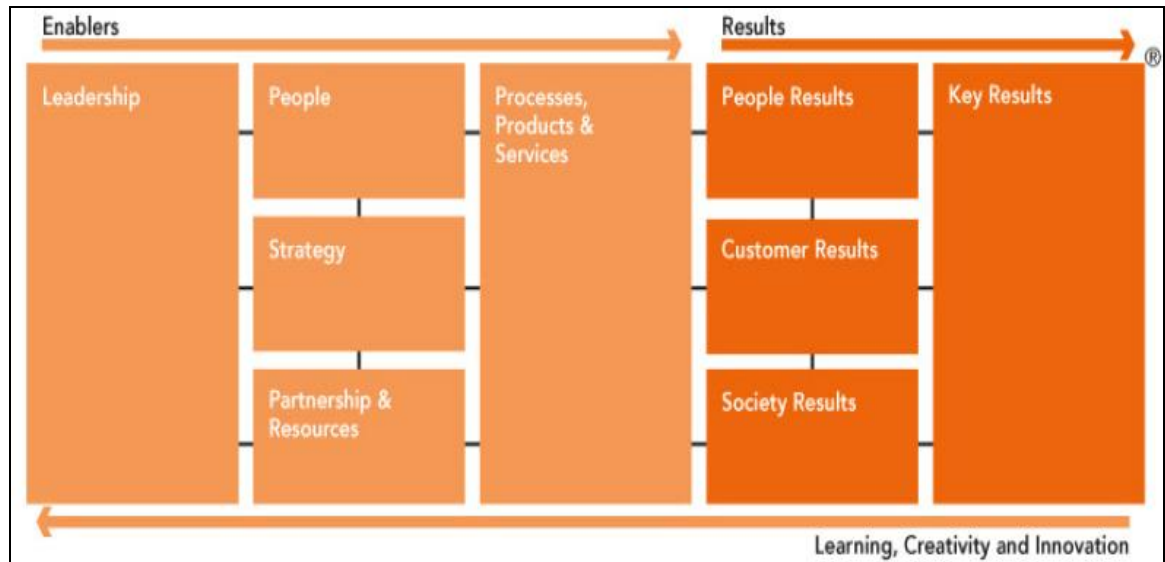 Enablers
Results
®
Leadership
People
Processes,
Products &
Services
People Results
Key Results
Strategy
Customer Results
Partnership &
Resources
Society Results
Learning, Creativity and Innovation